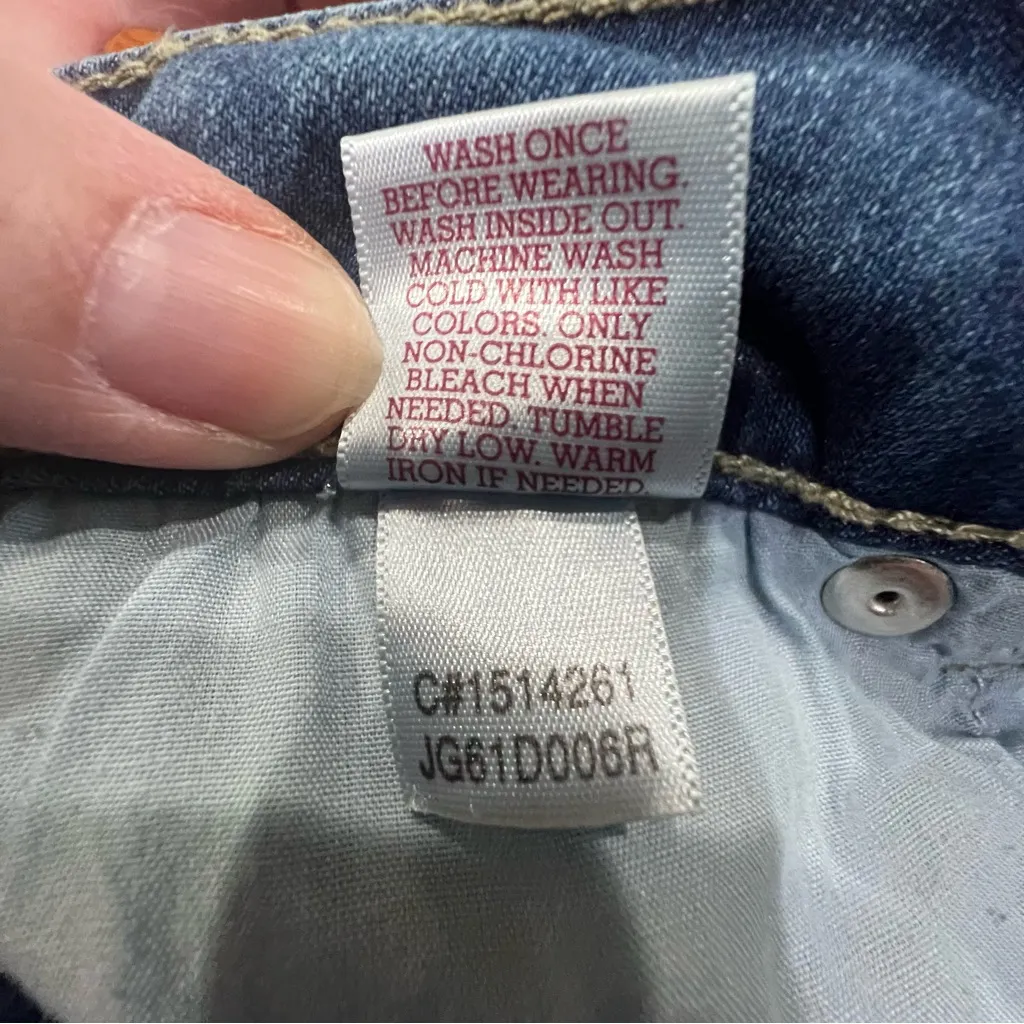 WASH ONCE
BEFORE WEARING.
WASH INSIDE OUT.
MACHINE WASH
COLD WITH LIKE
COLORS. ONLY
NON-CHLORINE
BLEACH WHEN
NEEDED. TUMBLE
DRY LOW. WARM
IRON IF NEEDED.
C#1514261
JG61D006R